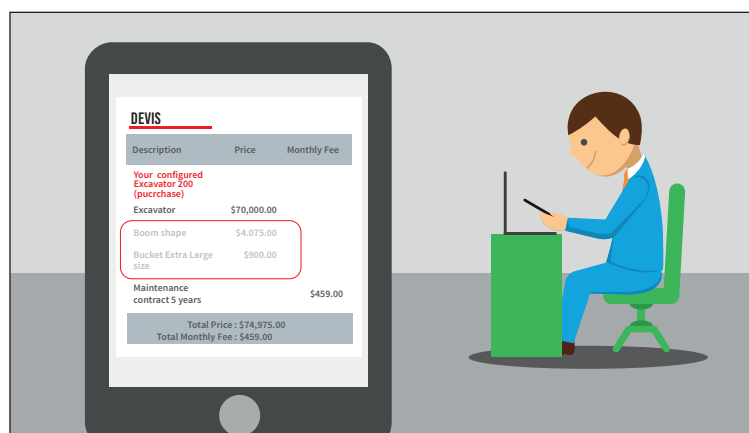 DEVIS
Description Price Monthly Fee
Your configured
Excavator 200
(pucrchase)
Excavator $70,000.00
Boom shape $4,075.00
Bucket Extra Large $900.00
size
Maintenance
contract 5 years $459.00
Total Price : $74,975.00
Total Monthly Fee : $459.00